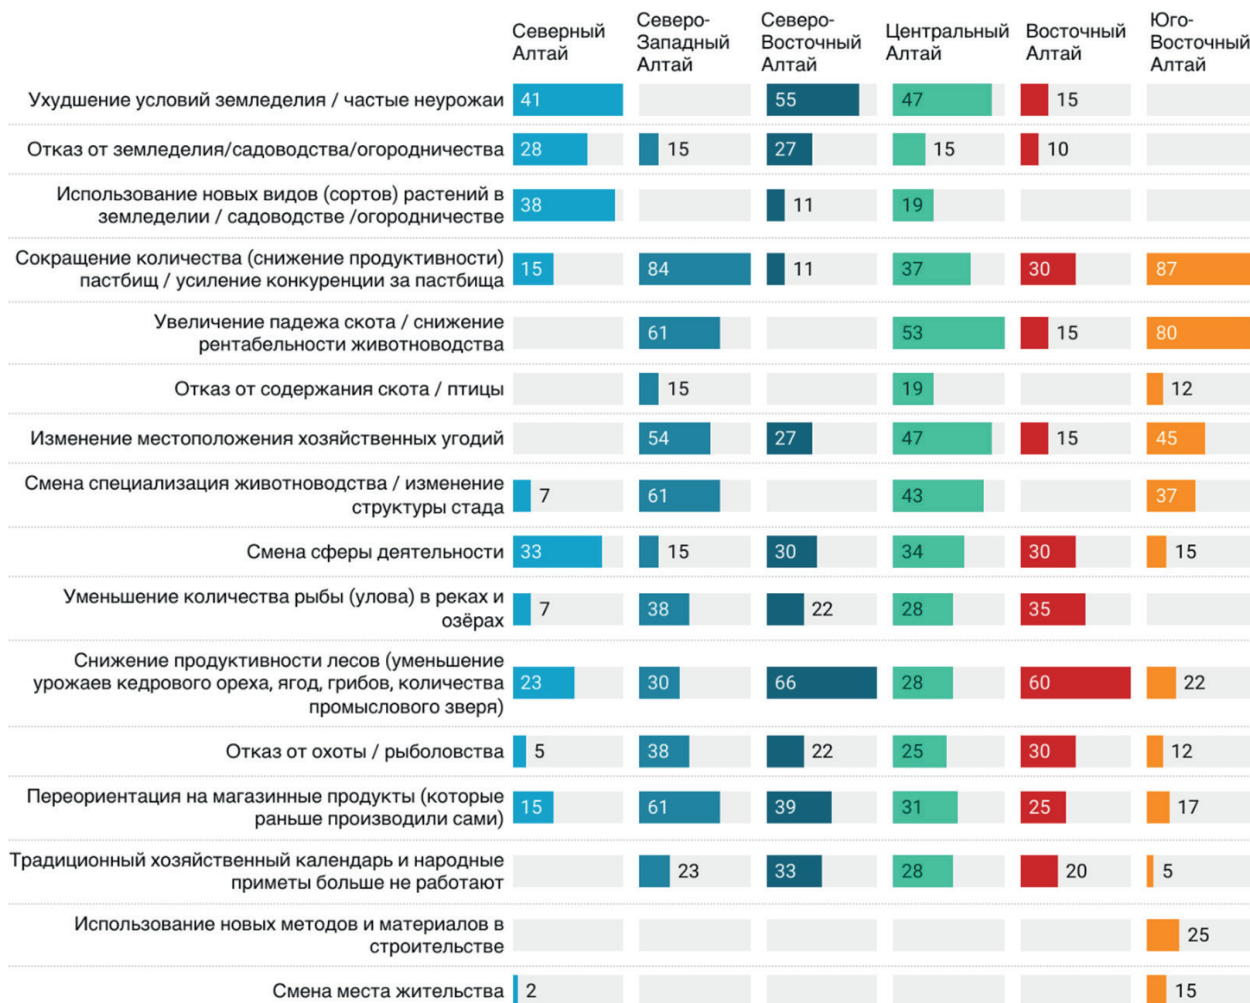 Северный
Алтай
Северо-
Западный
Алтай
Северо-
Восточный
Алтай
Центральный
Алтай
Восточный
Алтай
Юго-
Восточный
Алтай
Ухудшение условий земледелия / частые неурожаи 41 55 47 15
Отказ от земледелия/садоводства/огородничества 28 15 27 15 10
Использование новых видов (сортов) растений в
земледелии / садоводстве /огородничестве
38 11 19
Сокращение количества (снижение продуктивности)
пастбищ / усиление конкуренции за пастбища
15 84 11 37 30 87
Увеличение падежа скота / снижение
рентабельности животноводства
61 53 15 80
Отказ от содержания скота / птицы 15 19 12
Изменение местоположения хозяйственных угодий 54 27 47 15 45
Смена специализация животноводства / изменение
структуры стада
7 61 43 37
Смена сферы деятельности 33 15 30 34 30 15
Уменьшение количества рыбы (улова) в реках и
озёрах
7 38 22 28 35
Снижение продуктивности лесов (уменьшение
урожаев кедрового ореха, ягод, грибов, количества
промыслового зверя)
23 30 66 28 60 22
Отказ от охоты / рыболовства 5 38 22 25 30 12
Переориентация на магазинные продукты (которые
раньше производили сами)
15 61 39 31 25 17
Традиционный хозяйственный календарь и народные
приметы больше не работают
23 33 28 20 5
Использование новых методов и материалов в
строительстве
25
Смена места жительства 2 15